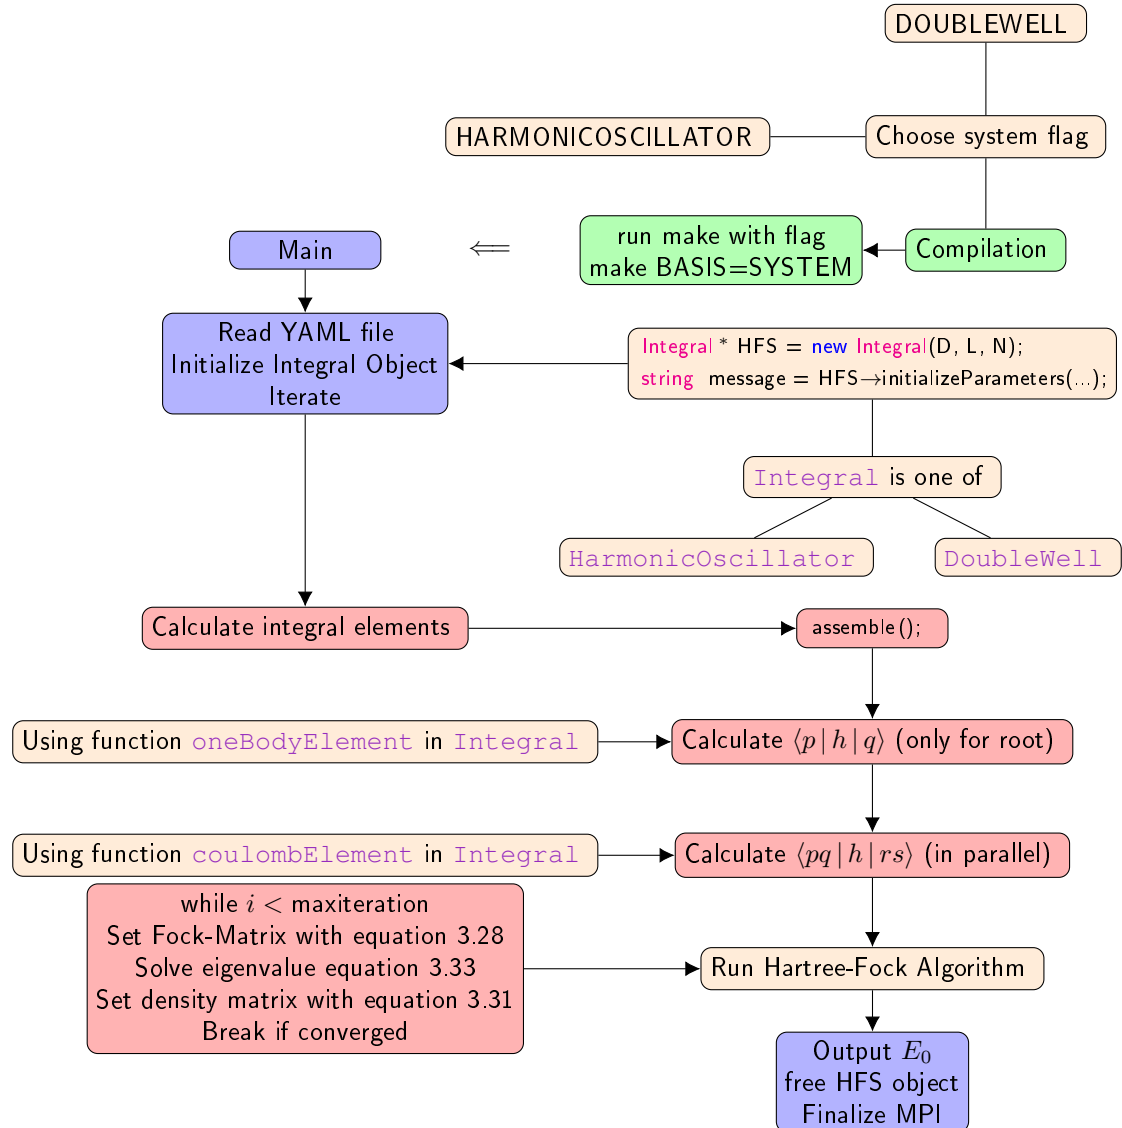 DOUBLEWELL
HARMONICOSCILLATOR
Choose system flag
Main
⟸
run make with flag
make BASIS=SYSTEM
Compilation
Read YAML file
Initialize Integral Object
Iterate
Integral * HFS = new Integral(D, L, N);
string message = HFS→initializeParameters(...);
Integral is one of
HarmonicOscillator
DoubleWell
Calculate integral elements
assemble();
Using function oneBodyElement in Integral
Calculate ⟨p | h | q⟩ (only for root)
Using function coulombElement in Integral
Calculate ⟨pq | h | rs⟩ (in parallel)
while i < maxiteration
Set Fock-Matrix with equation 3.28
Solve eigenvalue equation 3.33
Set density matrix with equation 3.31
Break if converged
Run Hartree-Fock Algorithm
Output E₀
free HFS object
Finalize MPI